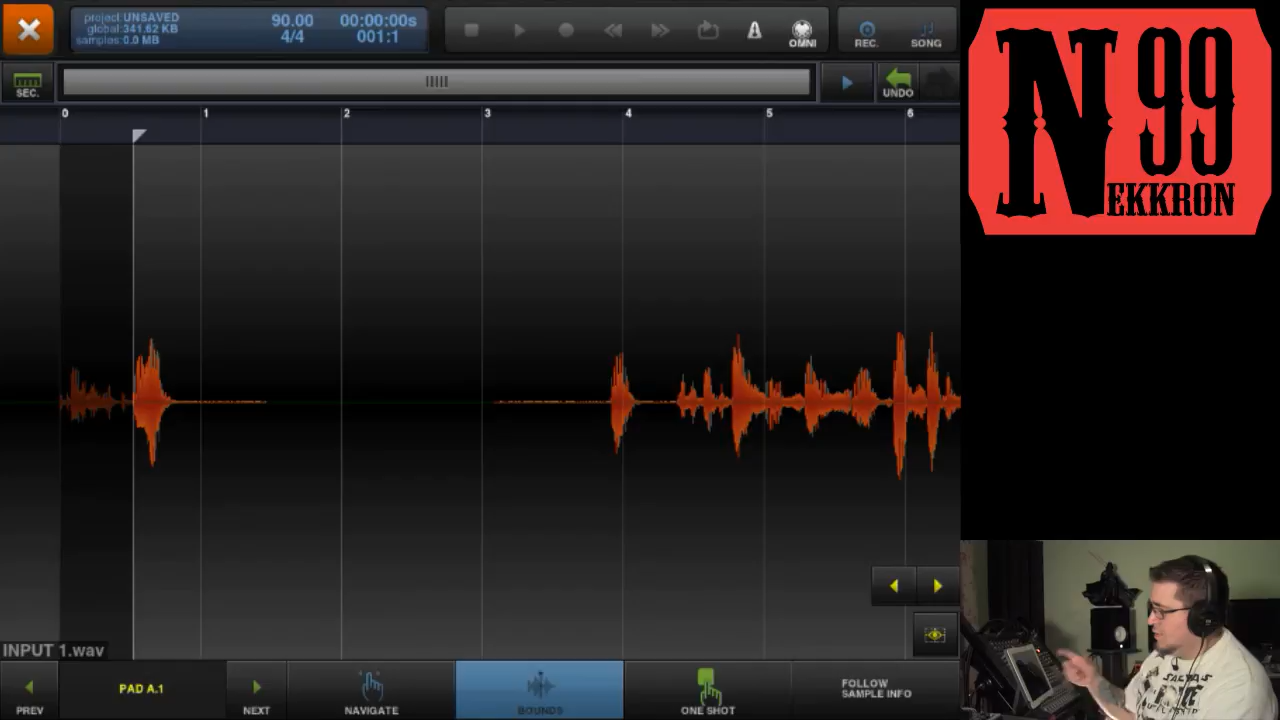 project:UNSAVED
global:341.62 KB
samples:0.0 MB
90.00
4/4
00:00:00s
001:1
OMNI
REC.
SONG
SEC.
UNDO
0 1 2 3 4 5 6
INPUT 1.wav
PREV
PAD A.1
NEXT
NAVIGATE
BOUNDS
ONE SHOT
FOLLOW
SAMPLE INFO
N99
NEKKRON